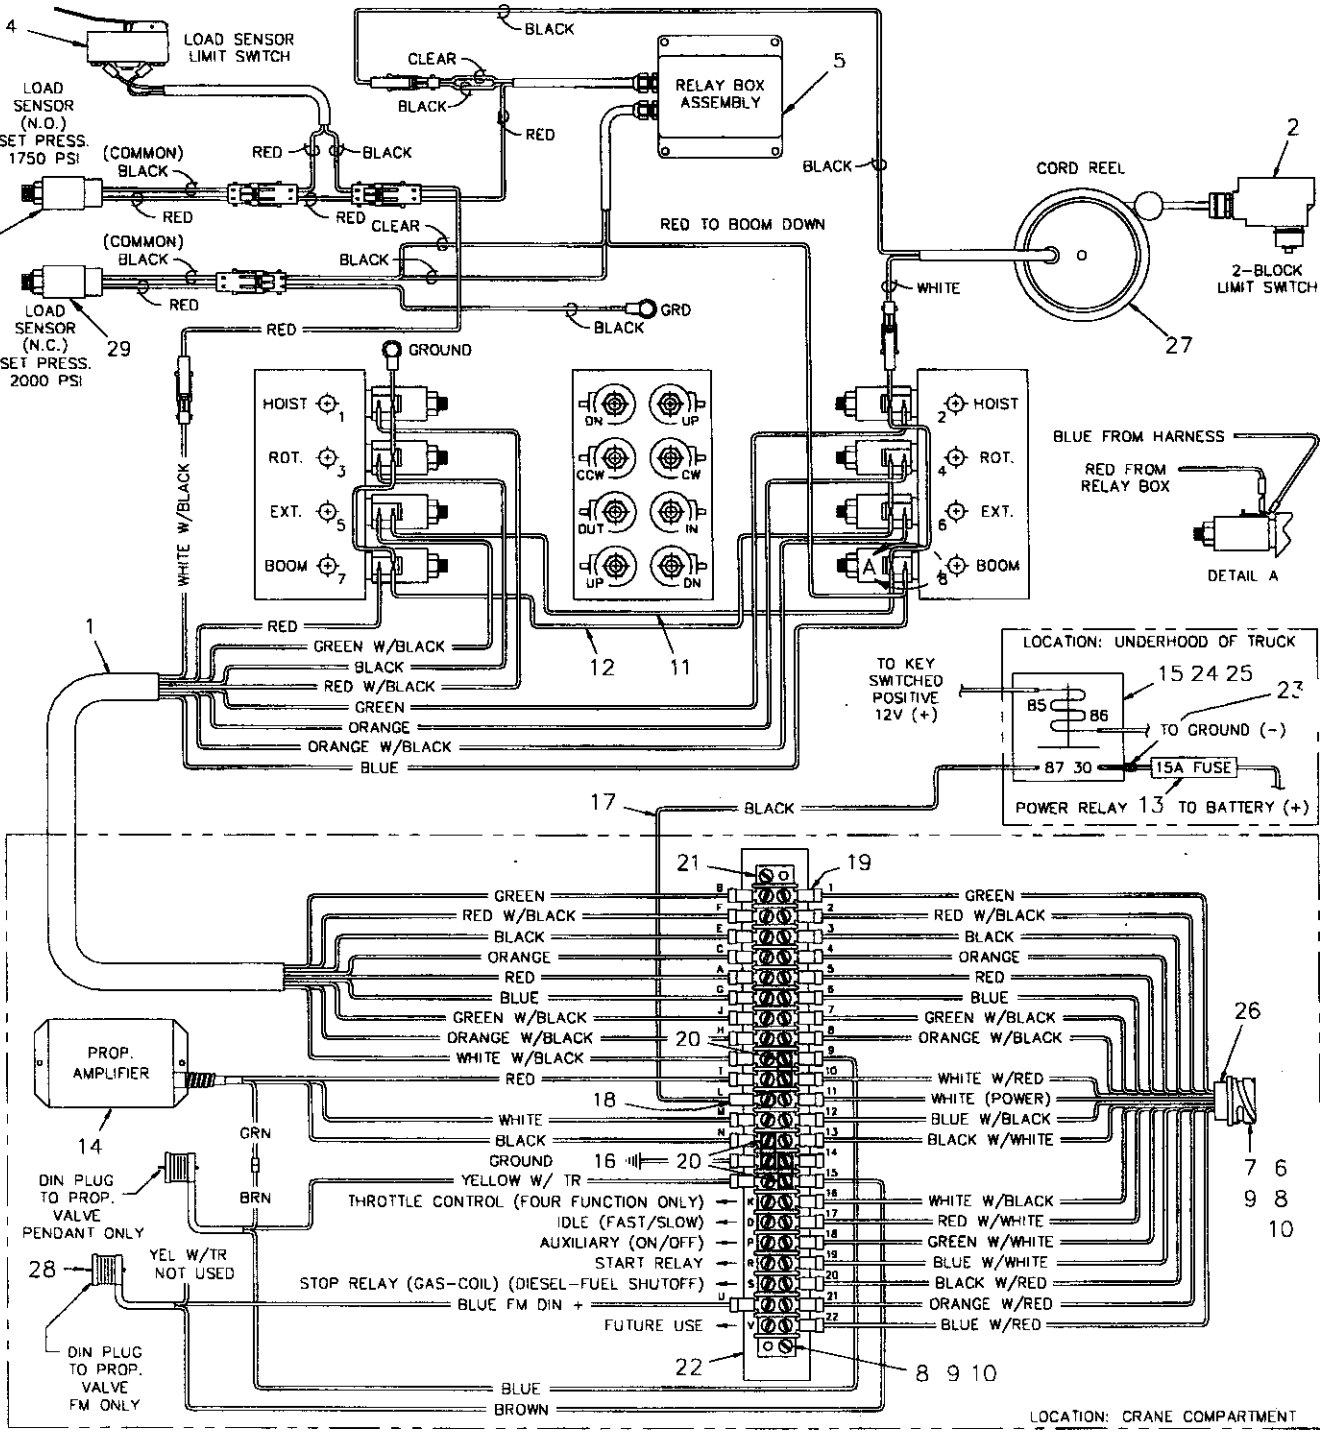 4
LOAD SENSOR
LIMIT SWITCH
BLACK
CLEAR
BLACK
RELAY BOX
ASSEMBLY
5
LOAD
SENSOR
(N.O.)
SET PRESS.
1750 PSI
(COMMON)
BLACK
RED
RED
BLACK
RED
RED
BLACK
CORD REEL
2
2-BLOCK
LIMIT SWITCH
27
(COMMON)
BLACK
RED
CLEAR
BLACK
RED TO BOOM DOWN
WHITE
BLACK
GRD
LOAD
SENSOR
(N.C.)
SET PRESS.
2000 PSI
29
RED
GROUND
WHITE W/BLACK
HOIST
1
ROT.
3
EXT.
5
BOOM
7
DN
UP
CCW
CW
OUT
IN
UP
DN
2
HOIST
4
ROT.
6
EXT.
A
8
BOOM
BLUE FROM HARNESS
RED FROM
RELAY BOX
DETAIL A
1
RED
GREEN W/BLACK
BLACK
RED W/BLACK
GREEN
ORANGE
ORANGE W/BLACK
BLUE
12
11
TO KEY
SWITCHED
POSITIVE
12V (+)
LOCATION: UNDERHOOD OF TRUCK
15 24 25
23
85
86
TO GROUND (-)
87 30
15A FUSE
POWER RELAY
13
TO BATTERY (+)
17
BLACK
21
19
GREEN
B
1
GREEN
RED W/BLACK
F
2
RED W/BLACK
BLACK
E
3
BLACK
ORANGE
C
4
ORANGE
RED
A
5
RED
BLUE
G
6
BLUE
GREEN W/BLACK
J
7
GREEN W/BLACK
ORANGE W/BLACK
H
20
8
ORANGE W/BLACK
WHITE W/BLACK
9
RED
T
10
WHITE W/RED
18
L
11
WHITE (POWER)
WHITE
M
12
BLUE W/BLACK
BLACK
N
13
BLACK W/WHITE
GROUND
16
20
14
YELLOW W/ TR
15
THROTTLE CONTROL (FOUR FUNCTION ONLY)
K
16
WHITE W/BLACK
IDLE (FAST/SLOW)
D
17
RED W/WHITE
AUXILIARY (ON/OFF)
P
18
GREEN W/WHITE
START RELAY
R
19
BLUE W/WHITE
STOP RELAY (GAS-COIL) (DIESEL-FUEL SHUTOFF)
S
20
BLACK W/RED
BLUE FM DIN +
U
21
ORANGE W/RED
FUTURE USE
V
22
BLUE W/RED
PROP.
AMPLIFIER
14
GRN
BRN
DIN PLUG
TO PROP.
VALVE
PENDANT ONLY
28
YEL W/TR
NOT USED
DIN PLUG
TO PROP.
VALVE
FM ONLY
26
7 6
9 8
10
22
8 9 10
BLUE
BROWN
LOCATION: CRANE COMPARTMENT